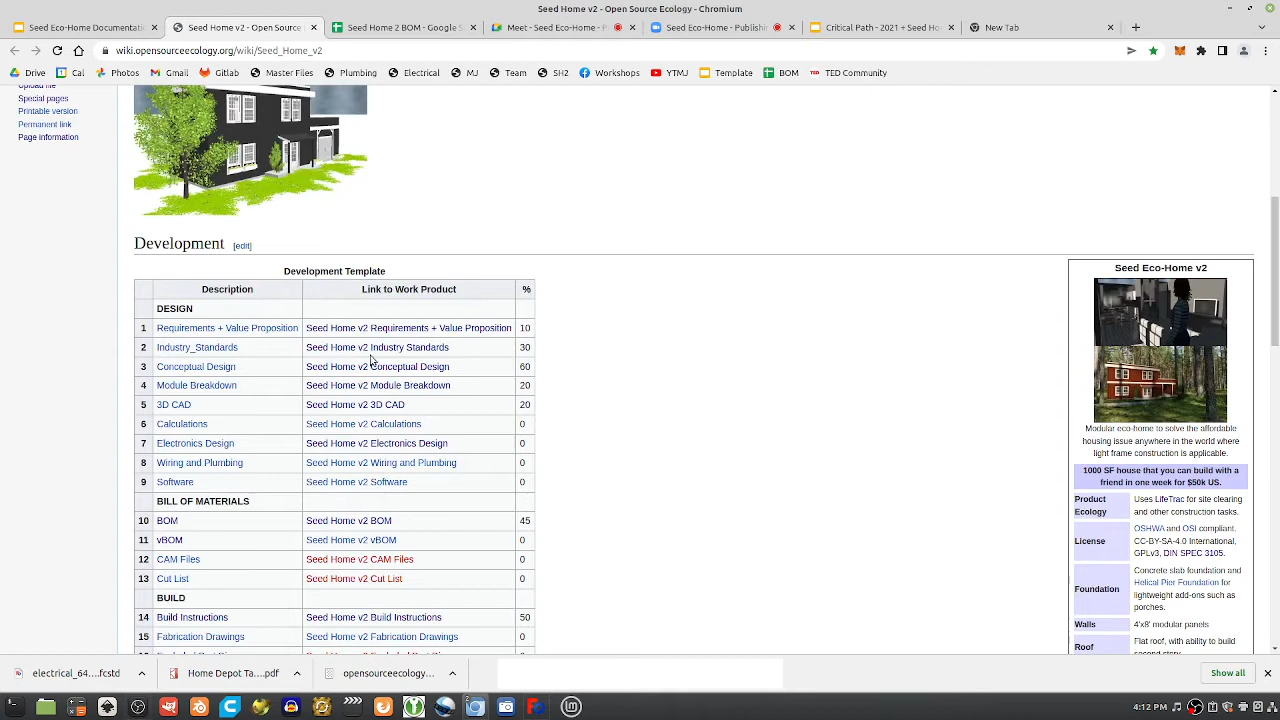 Seed Home v2 - Open Source Ecology - Chromium
Seed Eco-Home Documentati
Seed Home v2 - Open Source
Seed Home 2 BOM - Google S
Meet - Seed Eco-Home - P
Seed Eco-Home - Publishin
Critical Path - 2021 + Seed Ho
New Tab
wiki.opensourceecology.org/wiki/Seed_Home_v2
Drive
Cal
Photos
Gmail
Gitlab
Master Files
Plumbing
Electrical
MJ
Team
SH2
Workshops
YTMJ
Template
BOM
TED Community
Upload file
Special pages
Printable version
Permanent link
Page information
Development [edit]
Development Template
Description Link to Work Product %
DESIGN
1 Requirements + Value Proposition Seed Home v2 Requirements + Value Proposition 10
2 Industry_Standards Seed Home v2 Industry Standards 30
3 Conceptual Design Seed Home v2 Conceptual Design 60
4 Module Breakdown Seed Home v2 Module Breakdown 20
5 3D CAD Seed Home v2 3D CAD 20
6 Calculations Seed Home v2 Calculations 0
7 Electronics Design Seed Home v2 Electronics Design 0
8 Wiring and Plumbing Seed Home v2 Wiring and Plumbing 0
9 Software Seed Home v2 Software 0
BILL OF MATERIALS
10 BOM Seed Home v2 BOM 45
11 vBOM Seed Home v2 vBOM 0
12 CAM Files Seed Home v2 CAM Files 0
13 Cut List Seed Home v2 Cut List 0
BUILD
14 Build Instructions Seed Home v2 Build Instructions 50
15 Fabrication Drawings Seed Home v2 Fabrication Drawings 0
Seed Eco-Home v2
Modular eco-home to solve the affordable
housing issue anywhere in the world where
light frame construction is applicable.
1000 SF house that you can build with a
friend in one week for $50k US.
Product Ecology
Uses LifeTrac for site clearing
and other construction tasks.
License
OSHWA and OSI compliant.
CC-BY-SA-4.0 International,
GPLv3, DIN SPEC 3105.
Foundation
Concrete slab foundation and
Helical Pier Foundation for
lightweight add-ons such as
porches.
Walls 4'x8' modular panels
Roof
Flat roof, with ability to build
electrical_64....fcstd
Home Depot Ta....pdf
opensourceecology....
Show all
4:12 PM